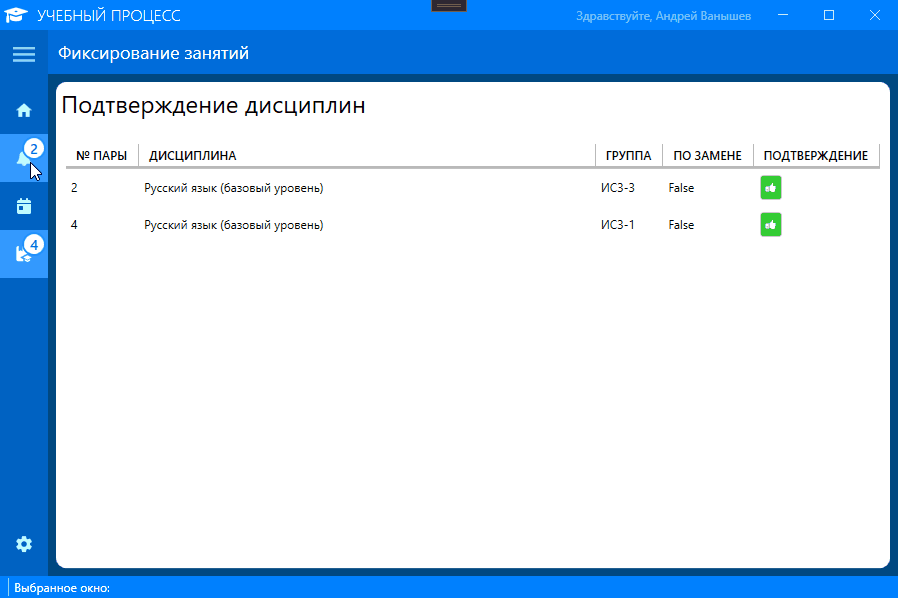 УЧЕБНЫЙ ПРОЦЕСС
Здравствуйте, Андрей Ванышев
Фиксирование занятий
Подтверждение дисциплин
№ ПАРЫ ДИСЦИПЛИНА ГРУППА ПО ЗАМЕНЕ ПОДТВЕРЖДЕНИЕ
2
2 Русский язык (базовый уровень) ИС3-3 False
4 Русский язык (базовый уровень) ИС3-1 False
4
Выбранное окно: